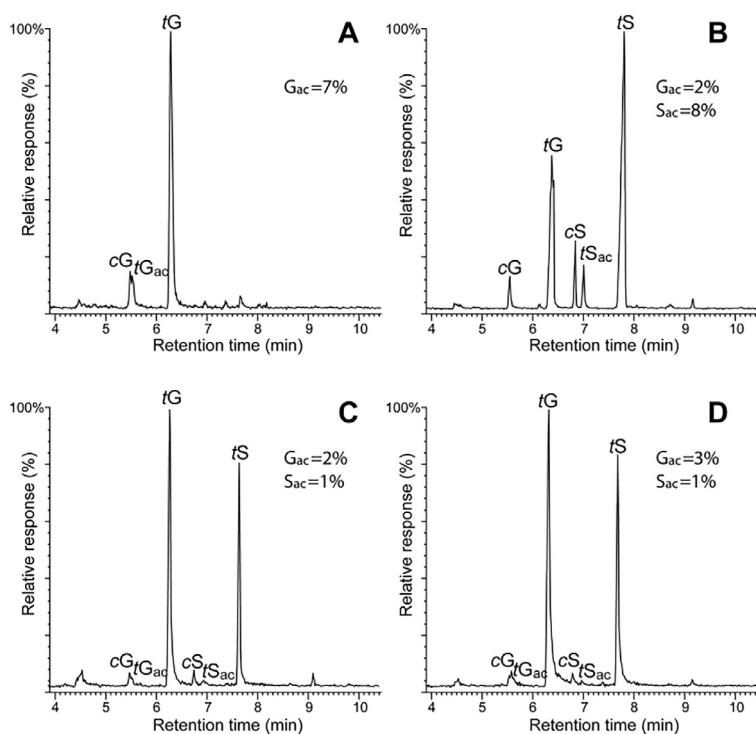 A
100%
tG
Gac=7%
cG
tGac
Relative response (%)
4 5 6 7 8 9 10
Retention time (min)
B
100%
tS
Gac=2%
Sac=8%
tG
cS
tSac
cG
Relative response (%)
4 5 6 7 8 9 10
Retention time (min)
C
100%
tG
tS
Gac=2%
Sac=1%
cG
tGac
cS
tSac
Relative response (%)
4 5 6 7 8 9 10
Retention time (min)
D
100%
tG
tS
Gac=3%
Sac=1%
cG
tGac
cS
tSac
Relative response (%)
4 5 6 7 8 9 10
Retention time (min)